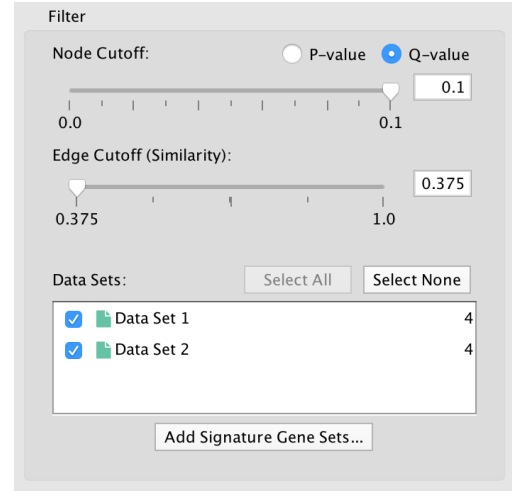 Filter
Node Cutoff: P-value Q-value
0.1
0.0 0.1
Edge Cutoff (Similarity):
0.375
0.375 1.0
Data Sets: Select All Select None
Data Set 1 4
Data Set 2 4
Add Signature Gene Sets...